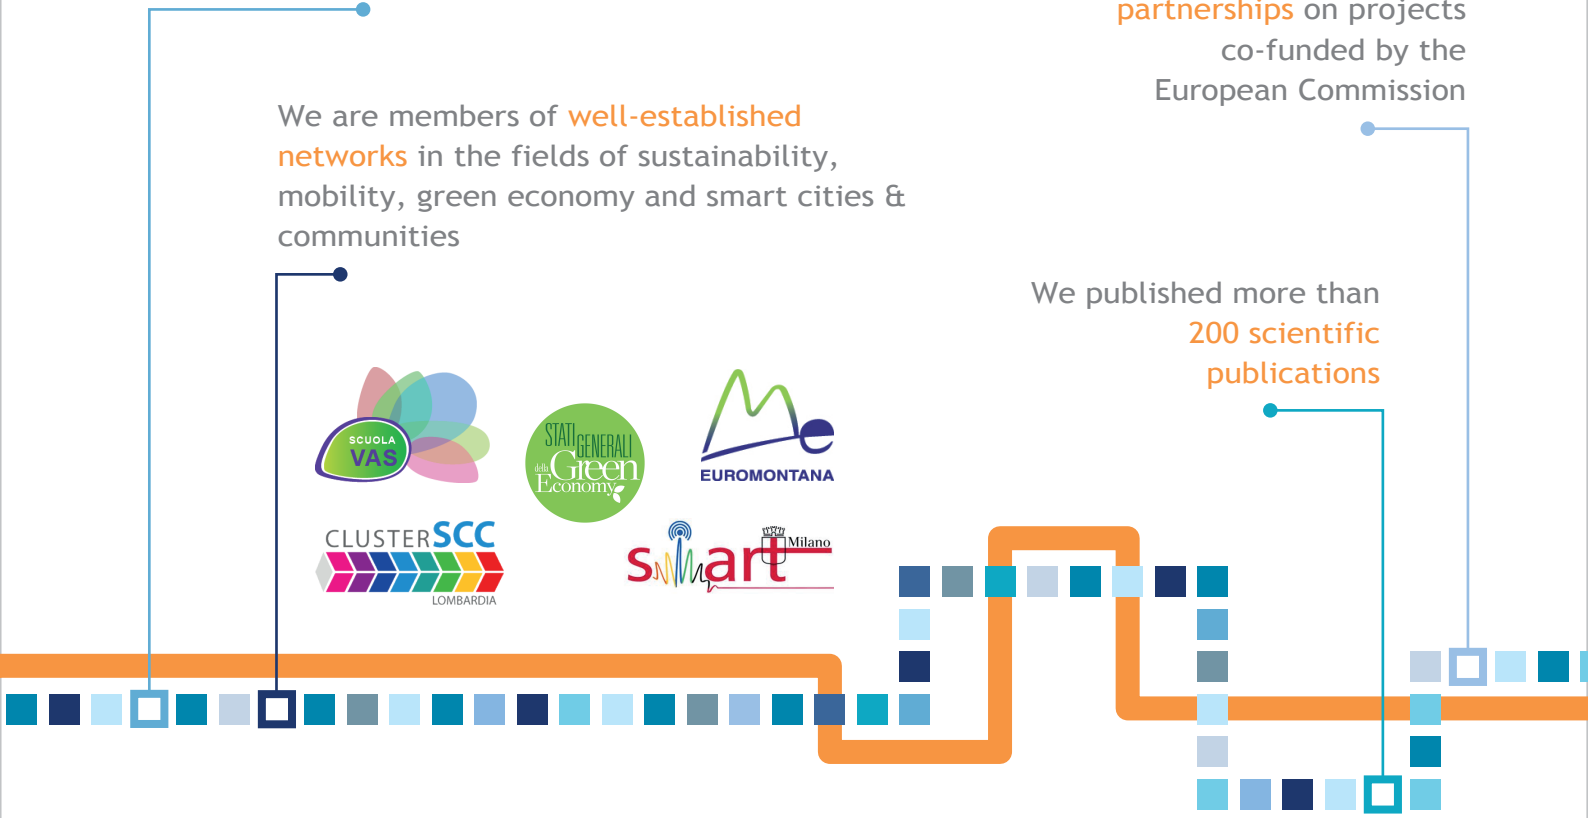 partnerships on projects
co-funded by the
European Commission
We are members of well-established
networks in the fields of sustainability,
mobility, green economy and smart cities &
communities
We published more than
200 scientific
publications
SCUOLA
VAS
STATI
GENERALI
della Green
Economy
EUROMONTANA
CLUSTER SCC
LOMBARDIA
smart
Milano